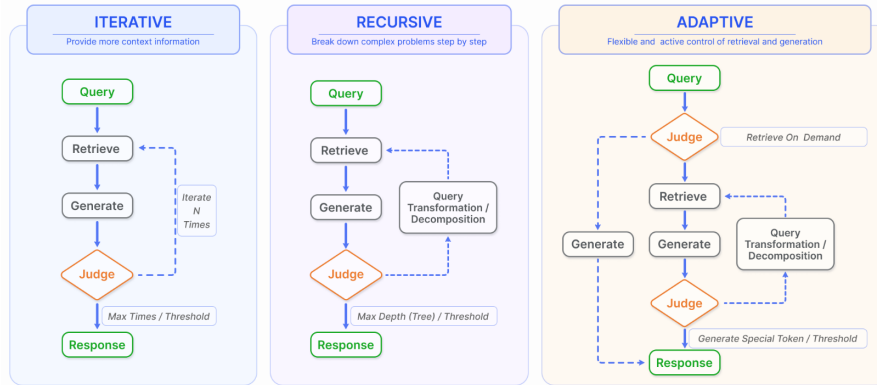 ITERATIVE
Provide more context information
Query
Retrieve
Iterate
N
Times
Generate
Judge
Max Times / Threshold
Response
RECURSIVE
Break down complex problems step by step
Query
Retrieve
Generate
Query
Transformation /
Decomposition
Judge
Max Depth (Tree) / Threshold
Response
ADAPTIVE
Flexible and active control of retrieval and generation
Query
Judge
Retrieve On Demand
Retrieve
Generate
Generate
Query
Transformation /
Decomposition
Judge
Generate Special Token / Threshold
Response